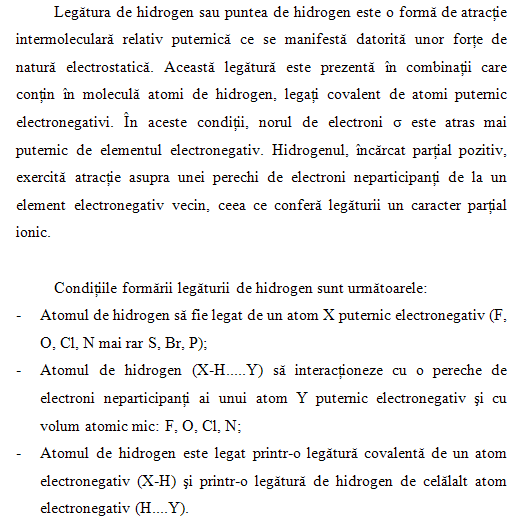 Legătura de hidrogen sau puntea de hidrogen este o formă de atracție
intermoleculară relativ puternică ce se manifestă datorită unor forțe de
natură electrostatică. Această legătură este prezentă în combinații care
conțin în moleculă atomi de hidrogen, legați covalent de atomi puternic
electronegativi. În aceste condiții, norul de electroni σ este atras mai
puternic de elementul electronegativ. Hidrogenul, încărcat parțial pozitiv,
exercită atracție asupra unei perechi de electroni neparticipanți de la un
element electronegativ vecin, ceea ce conferă legăturii un caracter parțial
ionic.
Condițiile formării legăturii de hidrogen sunt următoarele:
- Atomul de hidrogen să fie legat de un atom X puternic electronegativ (F,
O, Cl, N mai rar S, Br, P);
- Atomul de hidrogen (X-H.....Y) să interacționeze cu o pereche de
electroni neparticipanți ai unui atom Y puternic electronegativ şi cu
volum atomic mic: F, O, Cl, N;
- Atomul de hidrogen este legat printr-o legătură covalentă de un atom
electronegativ (X-H) şi printr-o legătură de hidrogen de celălalt atom
electronegativ (H....Y).